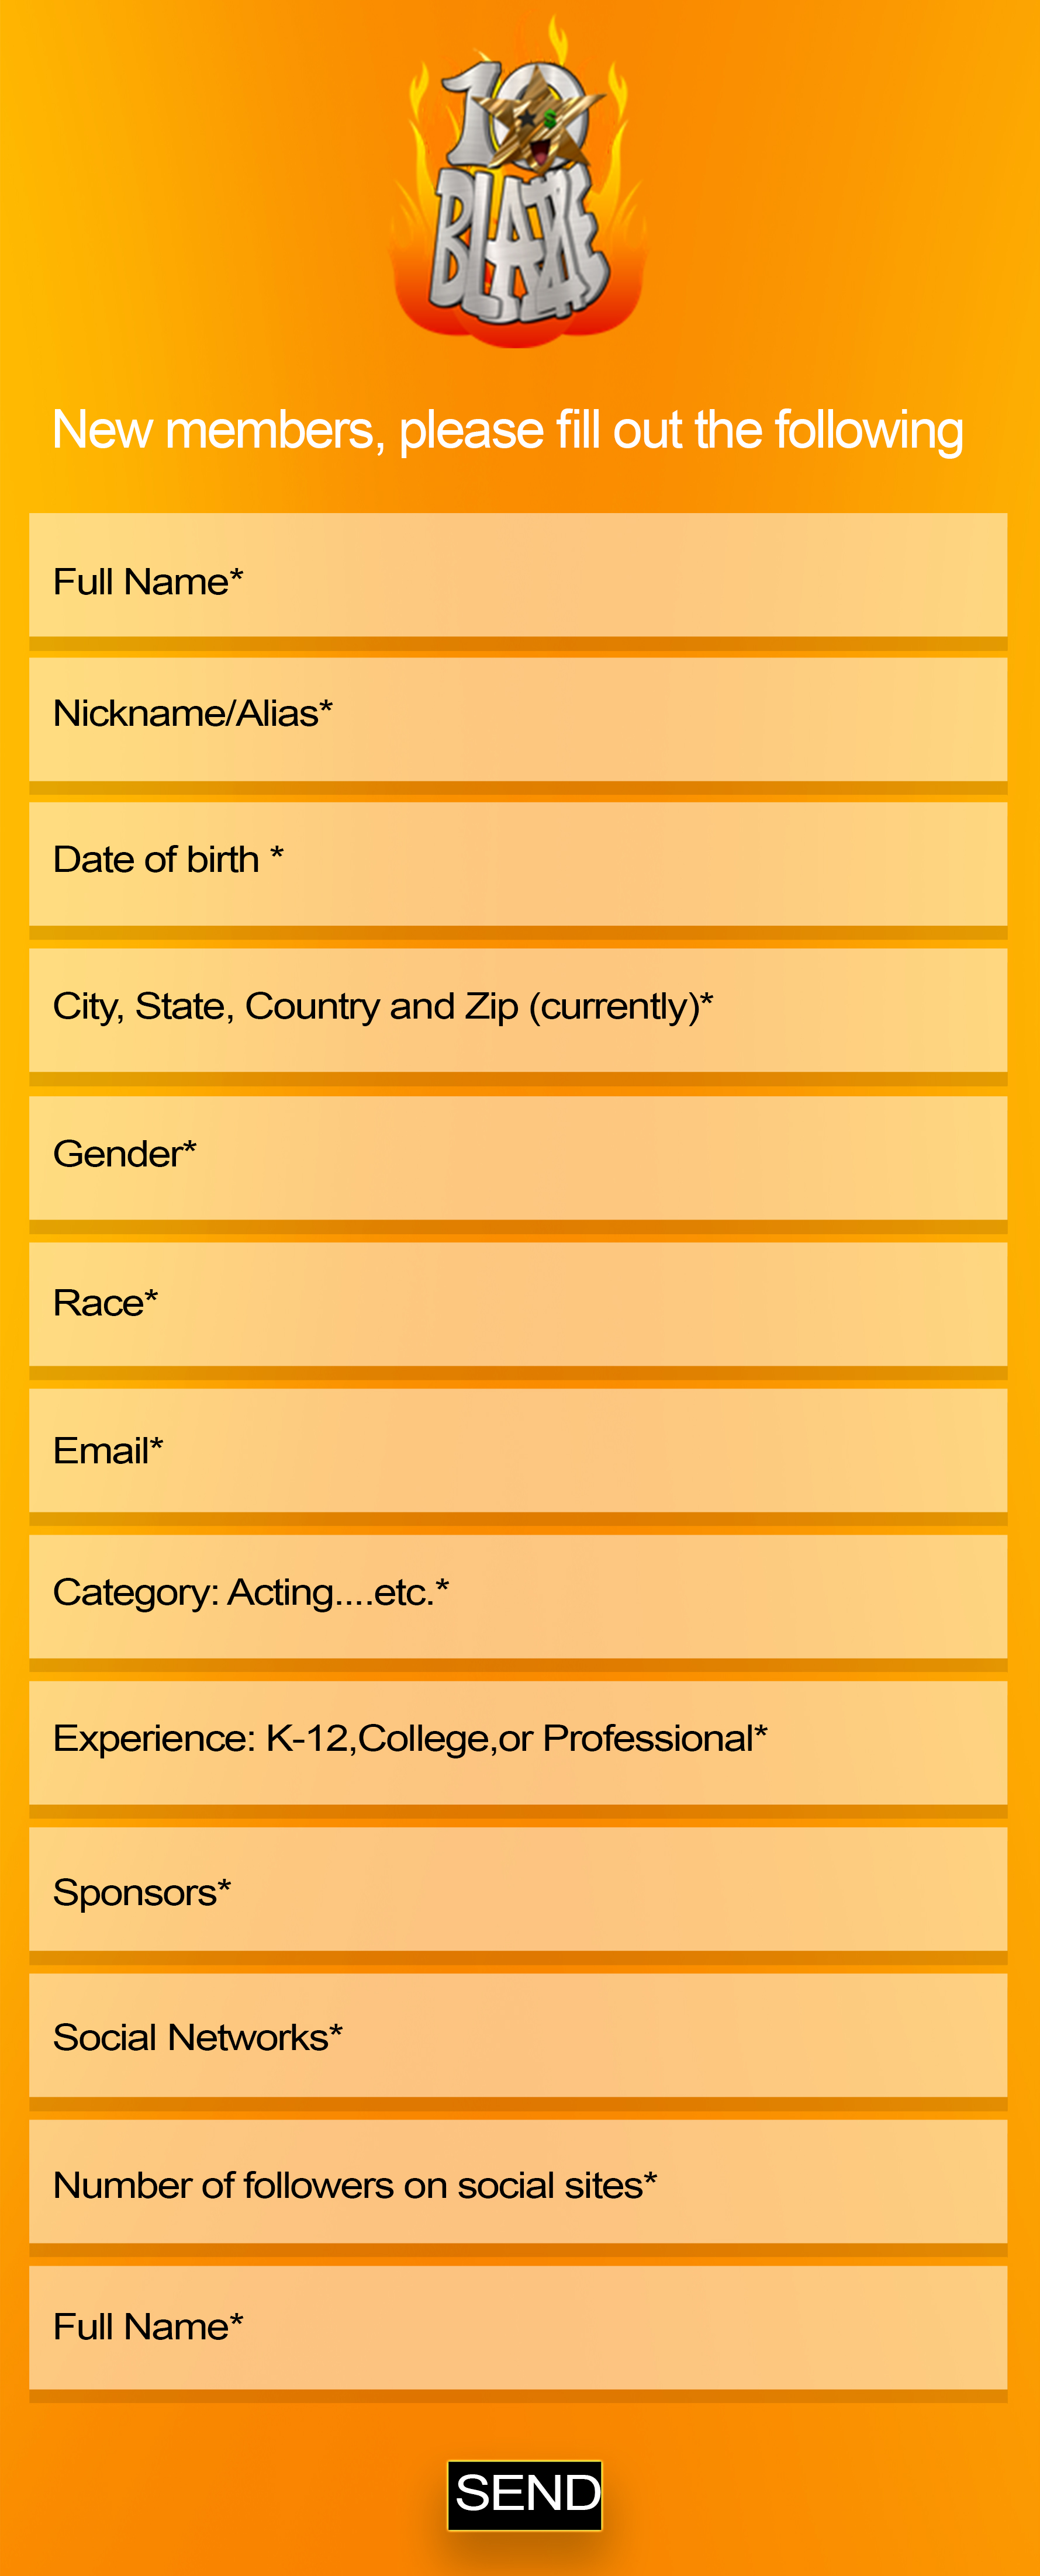 10
BLAZE
New members, please fill out the following
Full Name*
Nickname/Alias*
Date of birth *
City, State, Country and Zip (currently)*
Gender*
Race*
Email*
Category: Acting....etc.*
Experience: K-12,College,or Professional*
Sponsors*
Social Networks*
Number of followers on social sites*
Full Name*
SEND